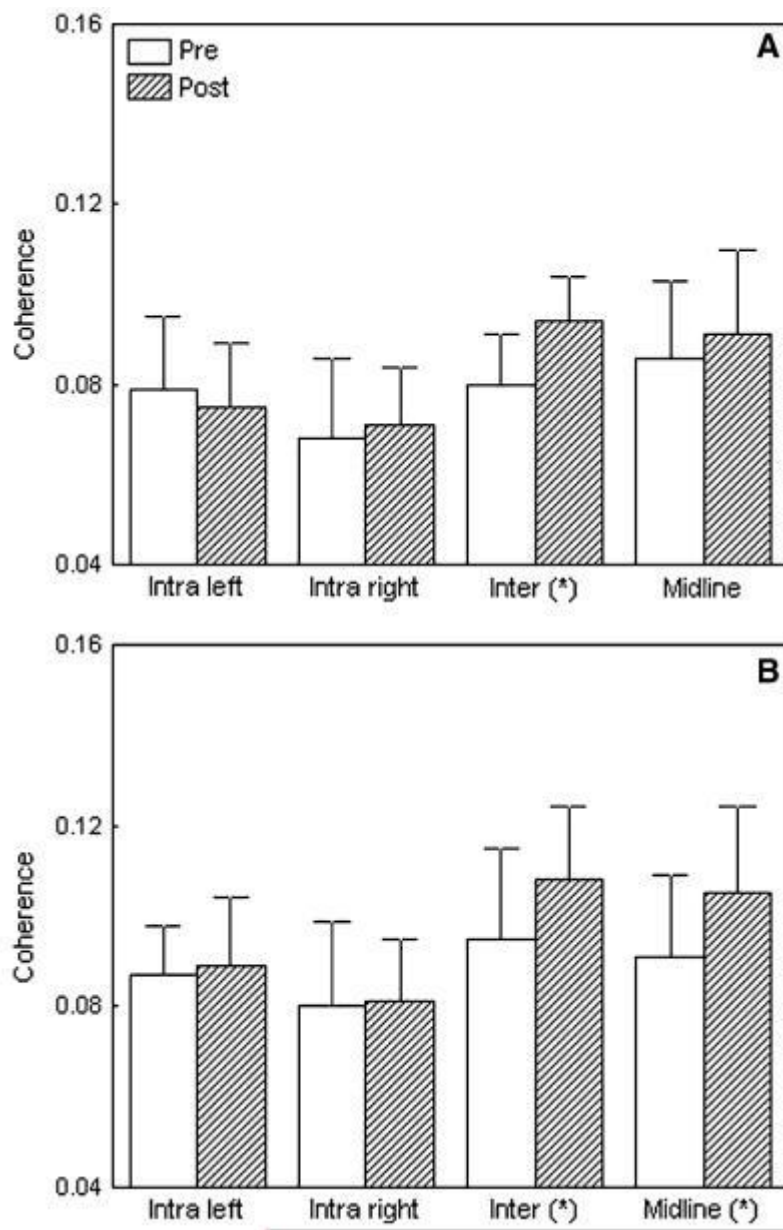 0.16
A
Pre
Post
0.12
Coherence
0.08
0.04
Intra left Intra right Inter (*) Midline
0.16
B
0.12
Coherence
0.08
0.04
Intra left Intra right Inter (*) Midline (*)